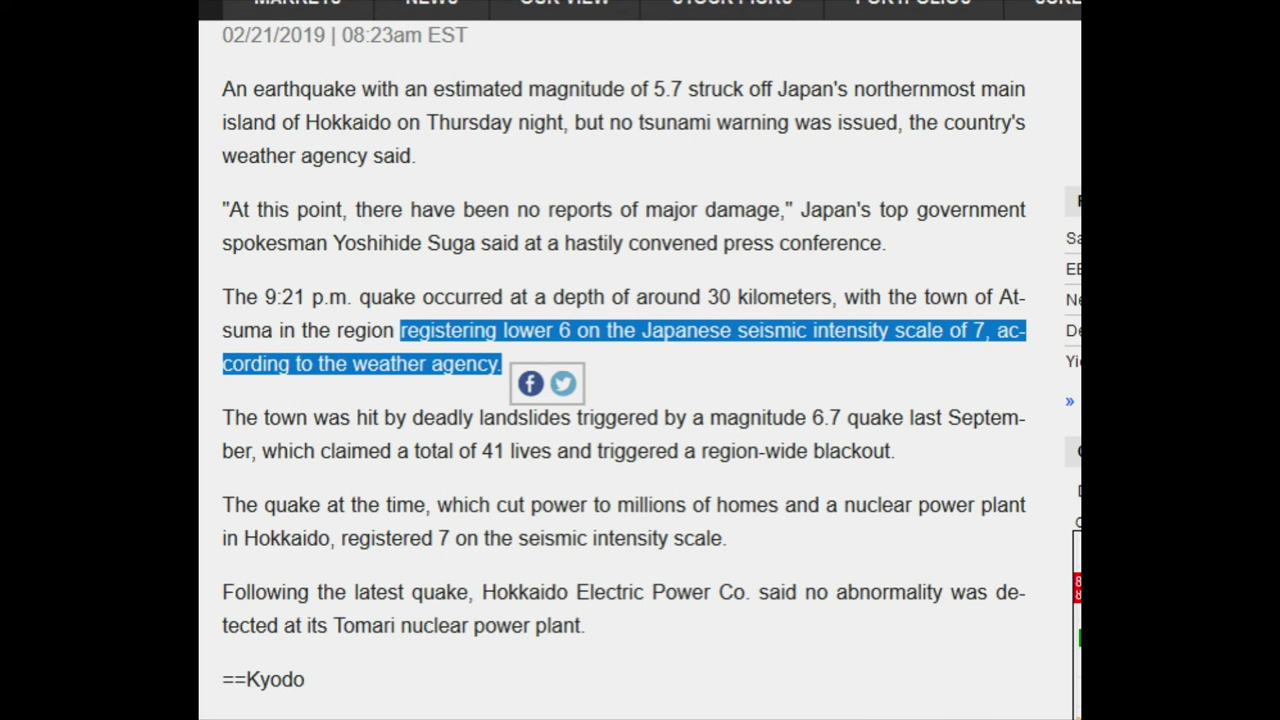 MARKETS NEWS OUR VIEW STOCK PICKS PORTFOLIOS
02/21/2019 | 08:23am EST
An earthquake with an estimated magnitude of 5.7 struck off Japan's northernmost main
island of Hokkaido on Thursday night, but no tsunami warning was issued, the country's
weather agency said.
"At this point, there have been no reports of major damage," Japan's top government
spokesman Yoshihide Suga said at a hastily convened press conference.
The 9:21 p.m. quake occurred at a depth of around 30 kilometers, with the town of At-
suma in the region registering lower 6 on the Japanese seismic intensity scale of 7, ac-
cording to the weather agency.
The town was hit by deadly landslides triggered by a magnitude 6.7 quake last Septem-
ber, which claimed a total of 41 lives and triggered a region-wide blackout.
The quake at the time, which cut power to millions of homes and a nuclear power plant
in Hokkaido, registered 7 on the seismic intensity scale.
Following the latest quake, Hokkaido Electric Power Co. said no abnormality was de-
tected at its Tomari nuclear power plant.
==Kyodo